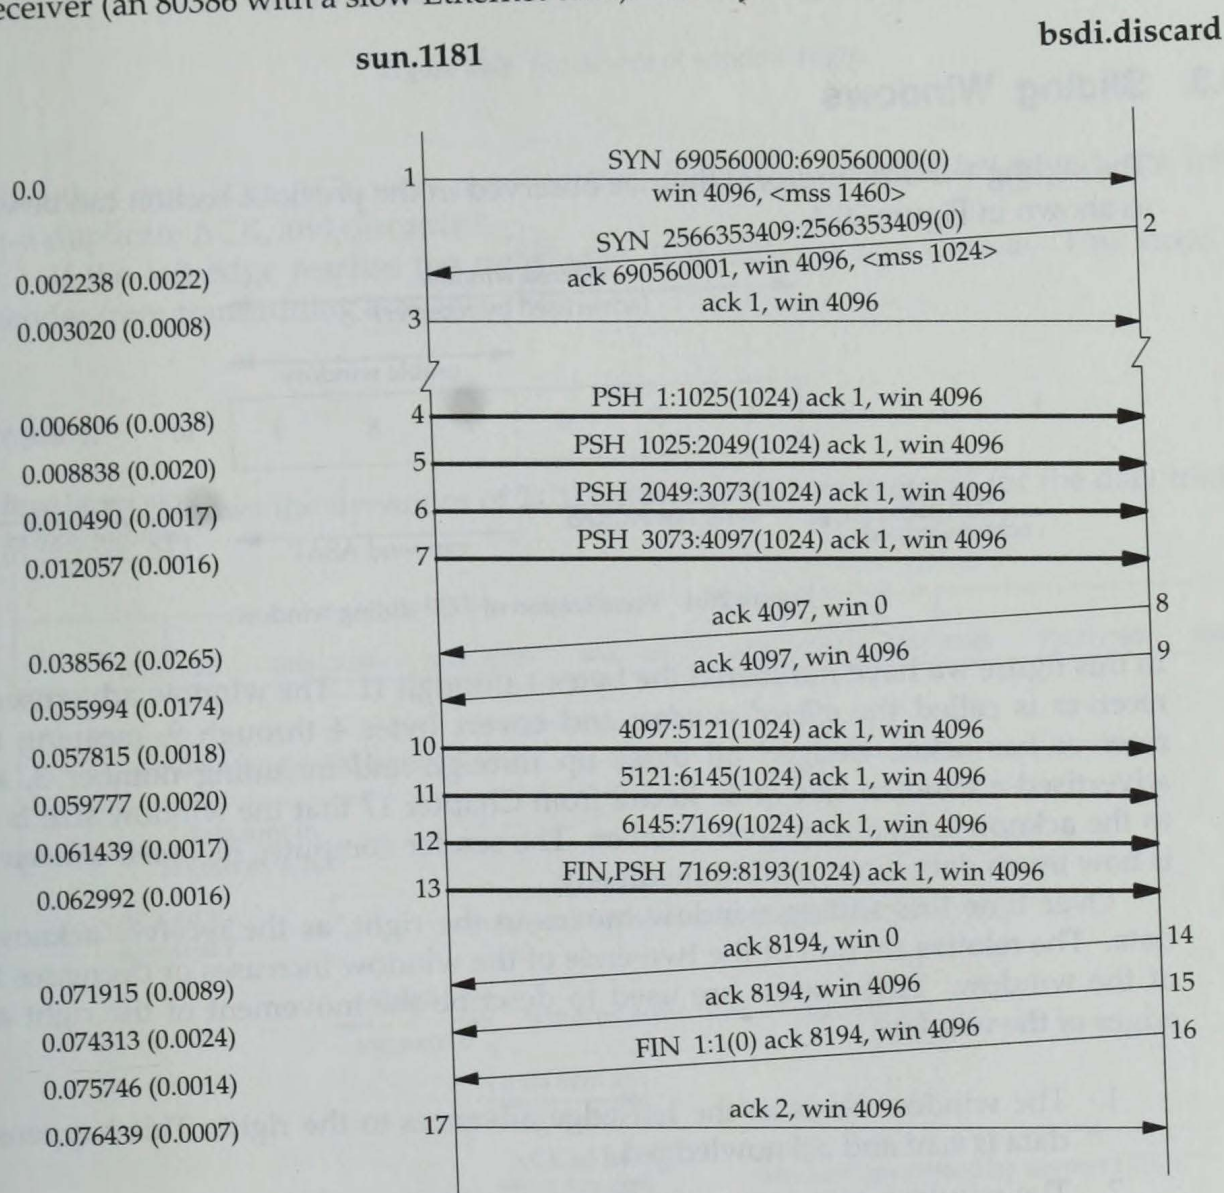 eceiver (an 80386 with a slow Ethernet
sun.1181
bsdi.discard
0.0
1
SYN 690560000:690560000(0)
win 4096, <mss 1460>
2
SYN 2566353409:2566353409(0)
0.002238 (0.0022)
ack 690560001, win 4096, <mss 1024>
0.003020 (0.0008)
3
ack 1, win 4096
0.006806 (0.0038)
4
PSH 1:1025(1024) ack 1, win 4096
0.008838 (0.0020)
5
PSH 1025:2049(1024) ack 1, win 4096
0.010490 (0.0017)
6
PSH 2049:3073(1024) ack 1, win 4096
0.012057 (0.0016)
7
PSH 3073:4097(1024) ack 1, win 4096
8
ack 4097, win 0
0.038562 (0.0265)
9
ack 4097, win 4096
0.055994 (0.0174)
0.057815 (0.0018)
10
4097:5121(1024) ack 1, win 4096
0.059777 (0.0020)
11
5121:6145(1024) ack 1, win 4096
0.061439 (0.0017)
12
6145:7169(1024) ack 1, win 4096
0.062992 (0.0016)
13
FIN,PSH 7169:8193(1024) ack 1, win 4096
14
ack 8194, win 0
0.071915 (0.0089)
15
ack 8194, win 4096
0.074313 (0.0024)
16
FIN 1:1(0) ack 8194, win 4096
0.075746 (0.0014)
0.076439 (0.0007)
17
ack 2, win 4096